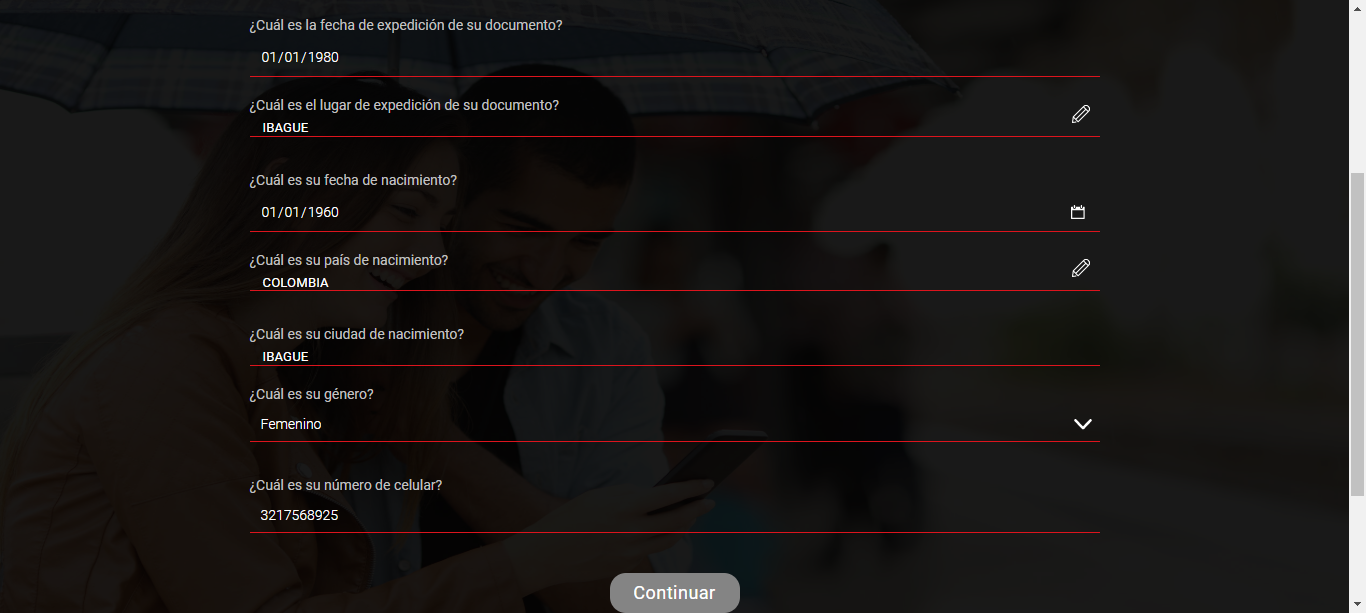 ¿Cuál es la fecha de expedición de su documento?
01/01/1980
¿Cuál es el lugar de expedición de su documento?
IBAGUE
¿Cuál es su fecha de nacimiento?
01/01/1960
¿Cuál es su país de nacimiento?
COLOMBIA
¿Cuál es su ciudad de nacimiento?
IBAGUE
¿Cuál es su género?
Femenino
¿Cuál es su número de celular?
3217568925
Continuar